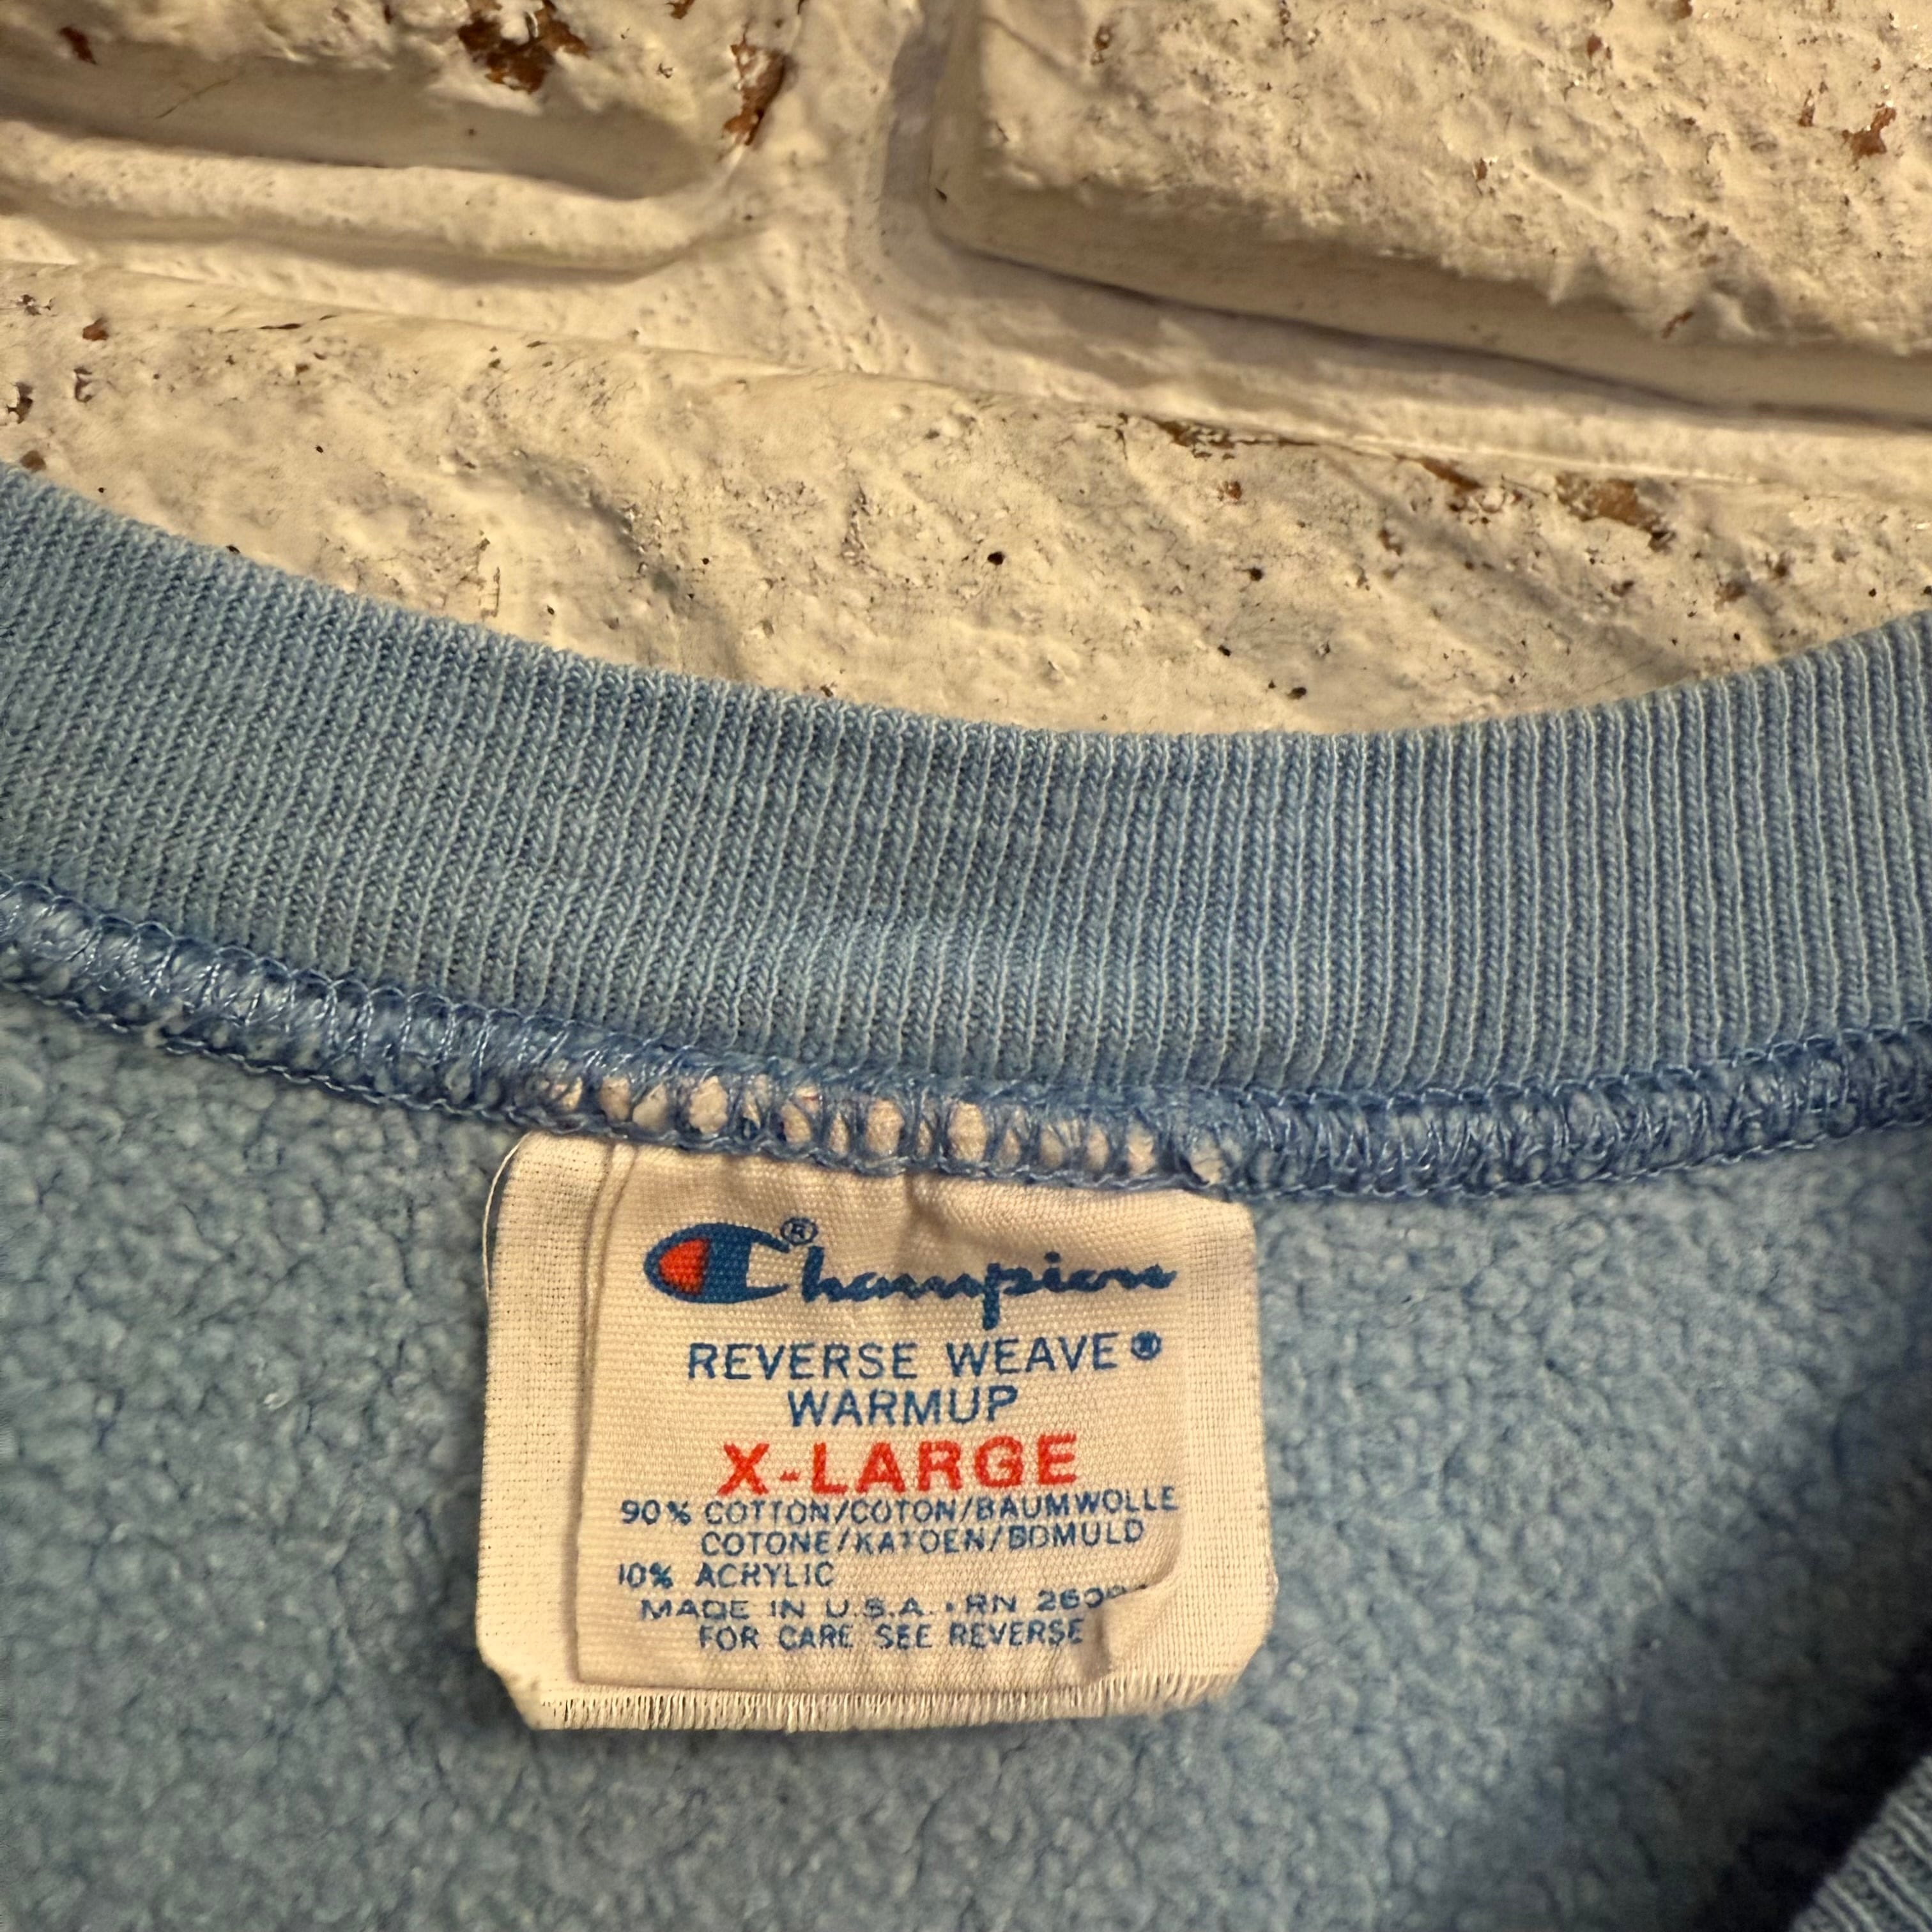 Champion®
REVERSE WEAVE®
WARMUP
X-LARGE
90% COTTON/COTON/BAUMWOLLE
COTONE/KATOEN/BOMULD
10% ACRYLIC
MADE IN U.S.A. • RN
FOR CARE SEE REVERSE